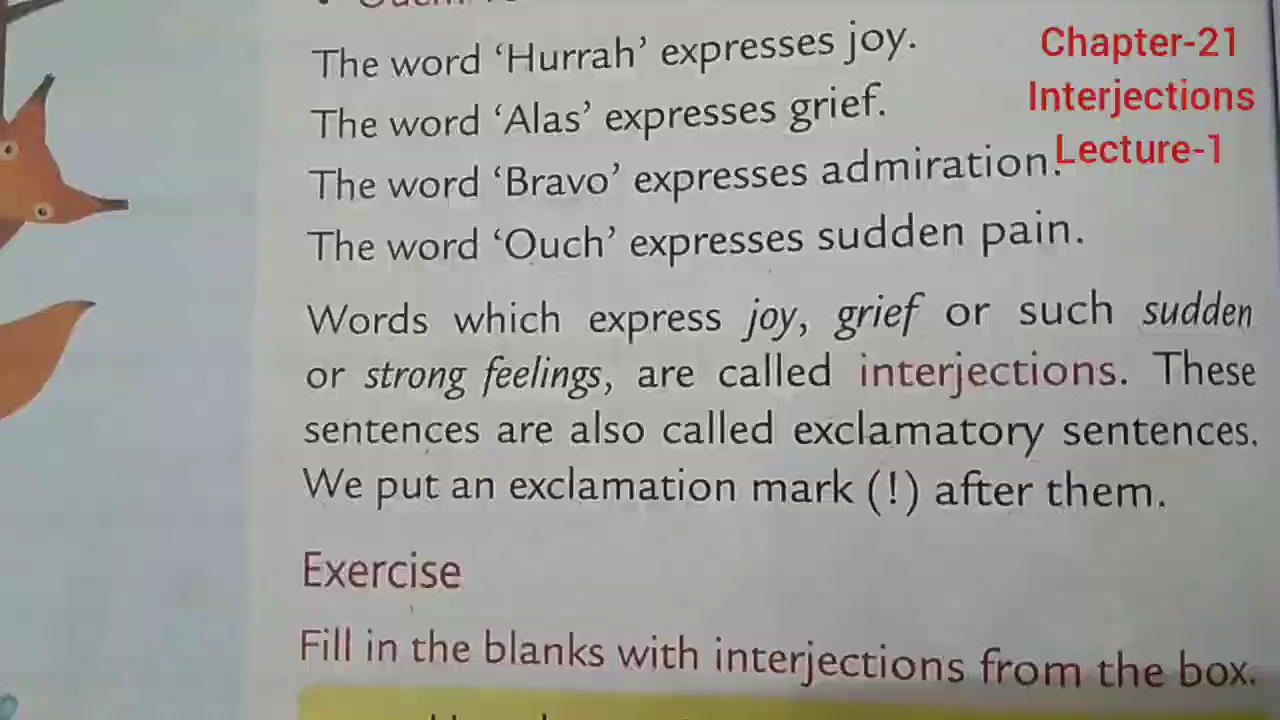 Chapter-21
Interjections
Lecture-1
The word ‘Hurrah’ expresses joy.
The word ‘Alas’ expresses grief.
The word ‘Bravo’ expresses admiration.
The word ‘Ouch’ expresses sudden pain.
Words which express joy, grief or such sudden
or strong feelings, are called interjections. These
sentences are also called exclamatory sentences.
We put an exclamation mark (!) after them.
Exercise
Fill in the blanks with interjections from the box.